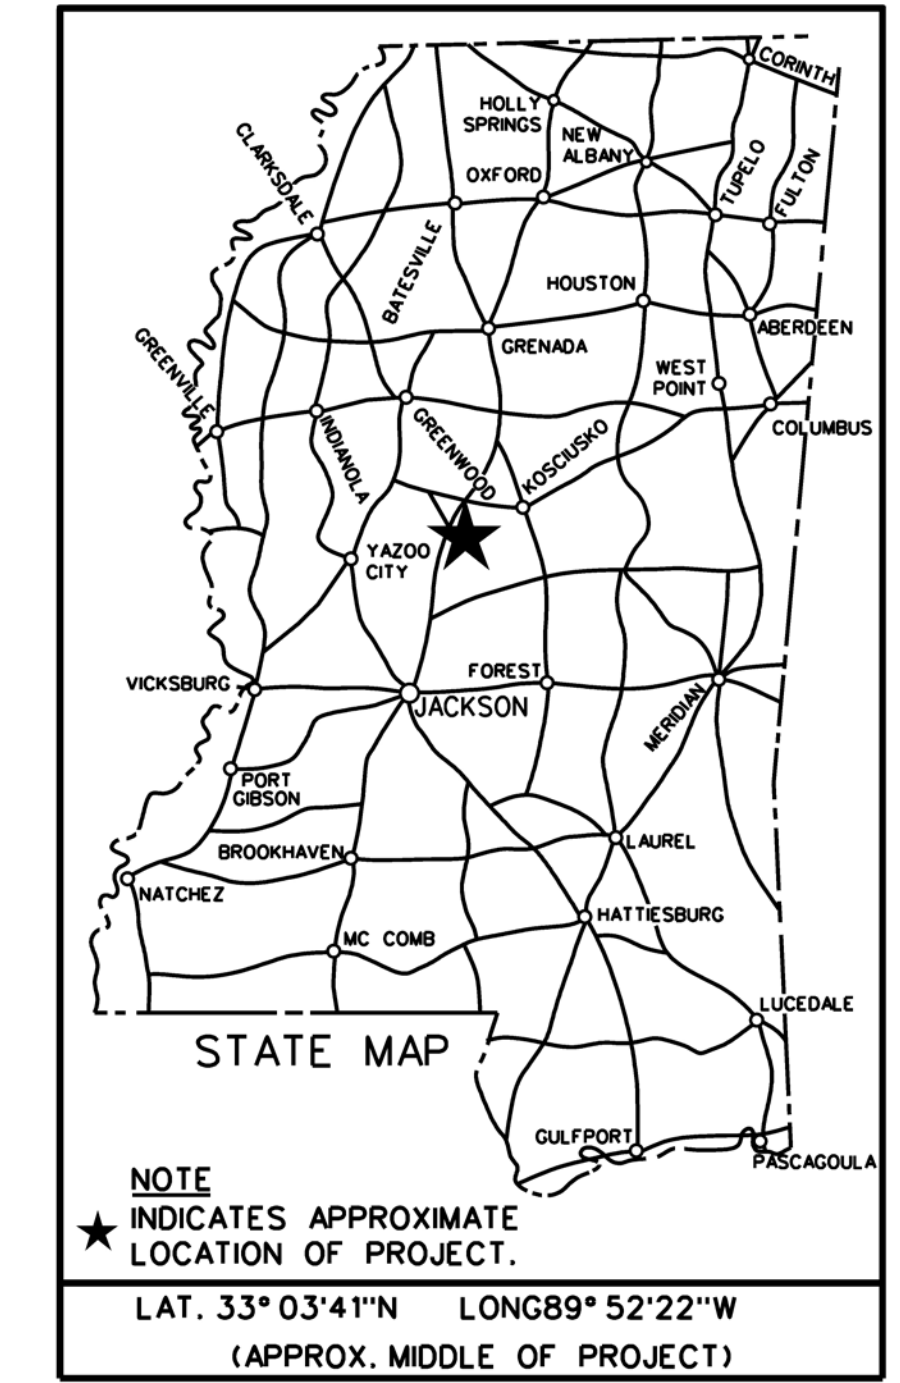 CORINTH
HOLLY
SPRINGS
NEW
ALBANY
CLARKSDALE
OXFORD
TUPELO
FULTON
BATESVILLE
HOUSTON
ABERDEEN
GREENVILLE
GRENADA
WEST
POINT
COLUMBUS
GREENWOOD
KOSCIUSKO
INDIANOLA
YAZOO
CITY
FOREST
VICKSBURG
JACKSON
MERIDIAN
PORT
GIBSON
BROOKHAVEN
LAUREL
NATCHEZ
HATTIESBURG
MC COMB
LUCEDALE
STATE MAP
GULFPORT
PASCAGOULA
NOTE
INDICATES APPROXIMATE
LOCATION OF PROJECT.
LAT. 33° 03'41"N LONG89° 52'22"W
(APPROX. MIDDLE OF PROJECT)